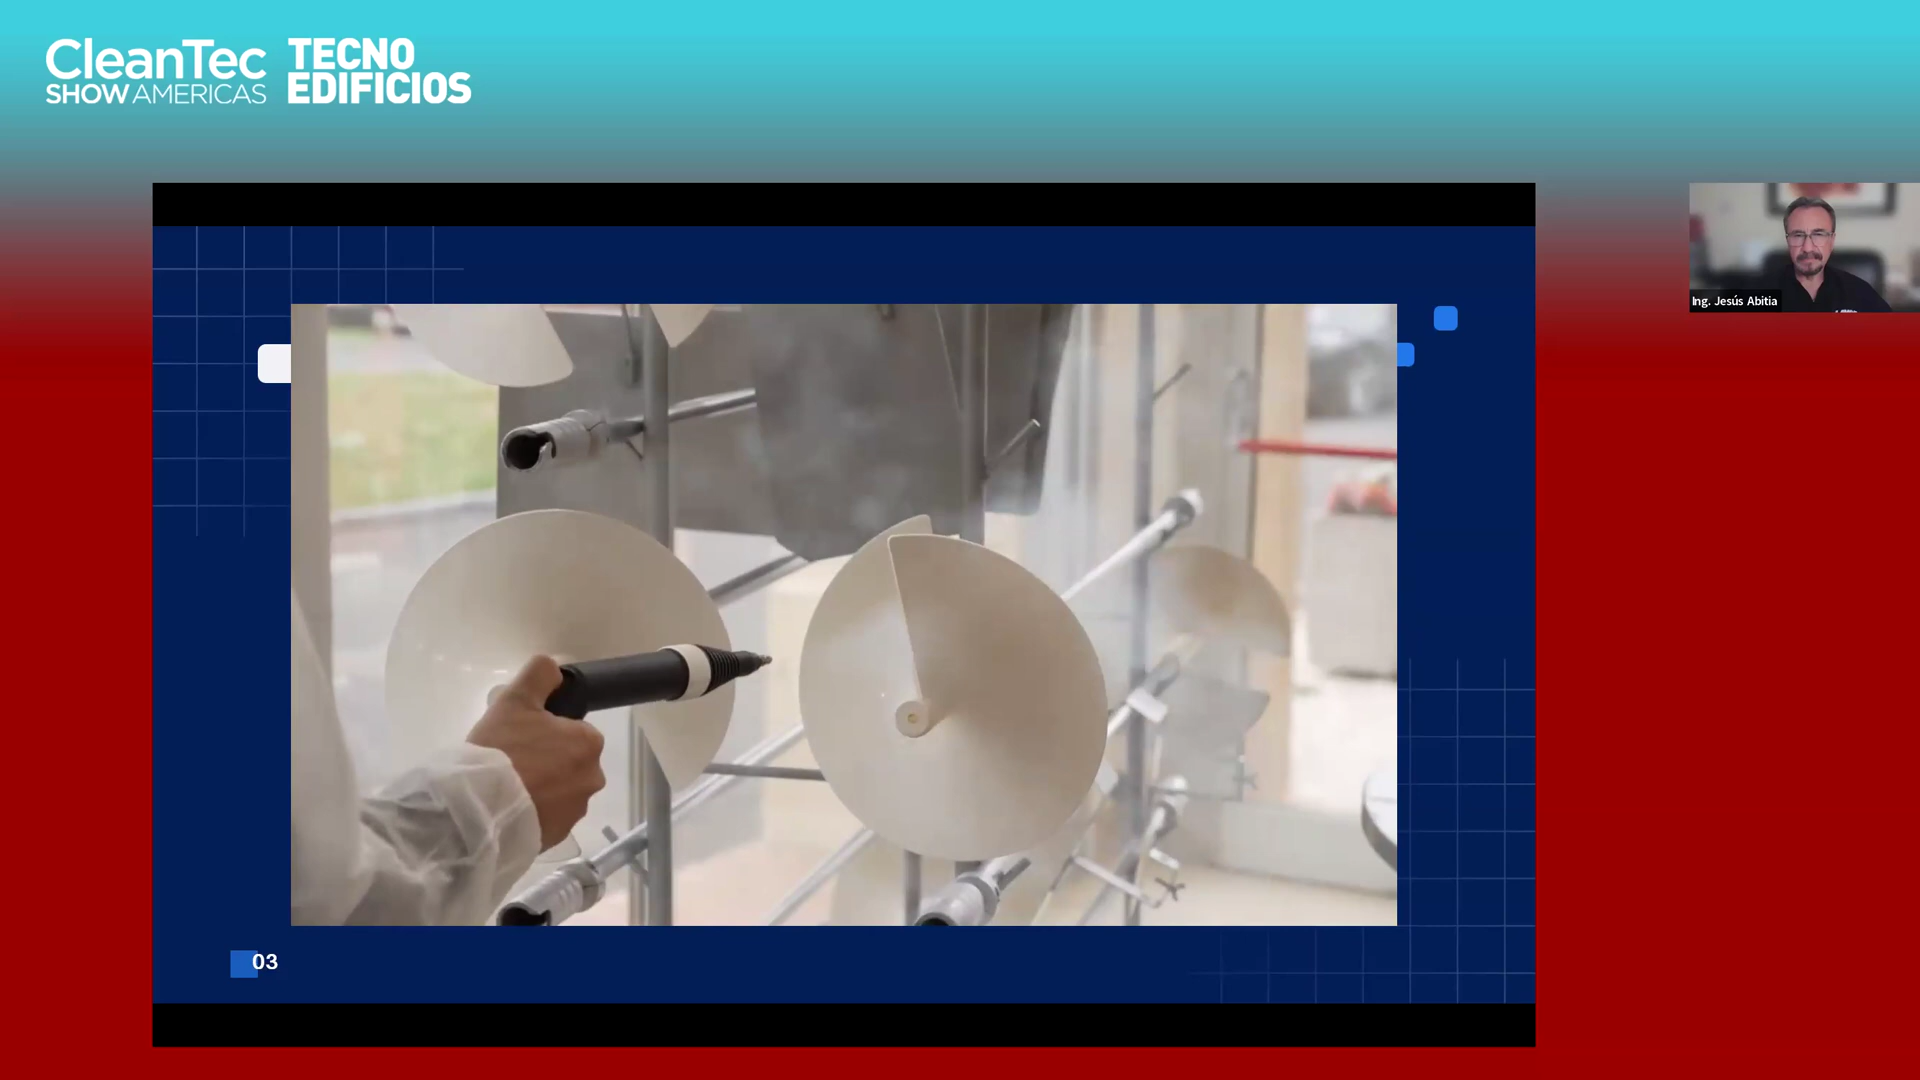 CleanTec
SHOW AMERICAS
TECNO
EDIFICIOS
Ing. Jesús Abitia
03